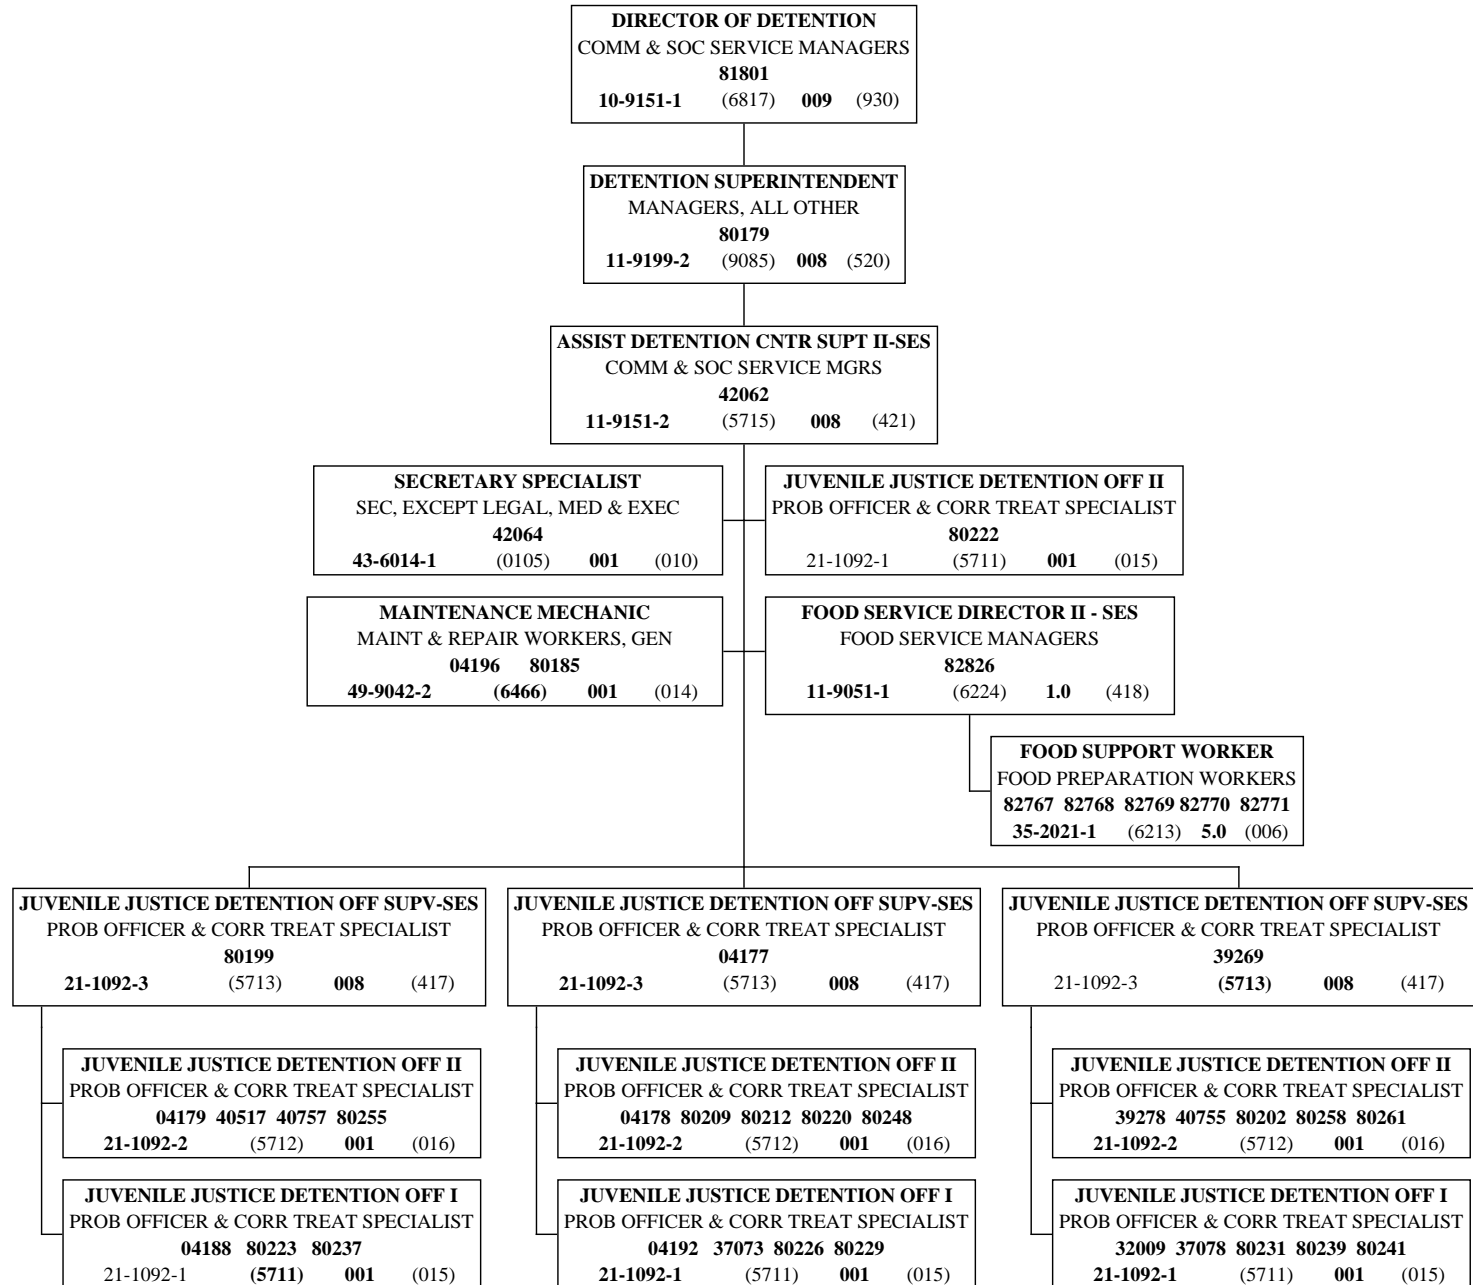 DIRECTOR OF DETENTION
COMM & SOC SERVICE MANAGERS
81801
10-9151-1 (6817) 009 (930)
DETENTION SUPERINTENDENT
MANAGERS, ALL OTHER
80179
11-9199-2 (9085) 008 (520)
ASSIST DETENTION CNTR SUPT II-SES
COMM & SOC SERVICE MGRS
42062
11-9151-2 (5715) 008 (421)
SECRETARY SPECIALIST
SEC, EXCEPT LEGAL, MED & EXEC
42064
43-6014-1 (0105) 001 (010)
JUVENILE JUSTICE DETENTION OFF II
PROB OFFICER & CORR TREAT SPECIALIST
80222
21-1092-1 (5711) 001 (015)
MAINTENANCE MECHANIC
MAINT & REPAIR WORKERS, GEN
04196 80185
49-9042-2 (6466) 001 (014)
FOOD SERVICE DIRECTOR II - SES
FOOD SERVICE MANAGERS
82826
11-9051-1 (6224) 1.0 (418)
FOOD SUPPORT WORKER
FOOD PREPARATION WORKERS
82767 82768 82769 82770 82771
35-2021-1 (6213) 5.0 (006)
JUVENILE JUSTICE DETENTION OFF SUPV-SES
PROB OFFICER & CORR TREAT SPECIALIST
80199
21-1092-3 (5713) 008 (417)
JUVENILE JUSTICE DETENTION OFF II
PROB OFFICER & CORR TREAT SPECIALIST
04179 40517 40757 80255
21-1092-2 (5712) 001 (016)
JUVENILE JUSTICE DETENTION OFF I
PROB OFFICER & CORR TREAT SPECIALIST
04188 80223 80237
21-1092-1 (5711) 001 (015)
JUVENILE JUSTICE DETENTION OFF SUPV-SES
PROB OFFICER & CORR TREAT SPECIALIST
04177
21-1092-3 (5713) 008 (417)
JUVENILE JUSTICE DETENTION OFF II
PROB OFFICER & CORR TREAT SPECIALIST
04178 80209 80212 80220 80248
21-1092-2 (5712) 001 (016)
JUVENILE JUSTICE DETENTION OFF I
PROB OFFICER & CORR TREAT SPECIALIST
04192 37073 80226 80229
21-1092-1 (5711) 001 (015)
JUVENILE JUSTICE DETENTION OFF SUPV-SES
PROB OFFICER & CORR TREAT SPECIALIST
39269
21-1092-3 (5713) 008 (417)
JUVENILE JUSTICE DETENTION OFF II
PROB OFFICER & CORR TREAT SPECIALIST
39278 40755 80202 80258 80261
21-1092-2 (5712) 001 (016)
JUVENILE JUSTICE DETENTION OFF I
PROB OFFICER & CORR TREAT SPECIALIST
32009 37078 80231 80239 80241
21-1092-1 (5711) 001 (015)